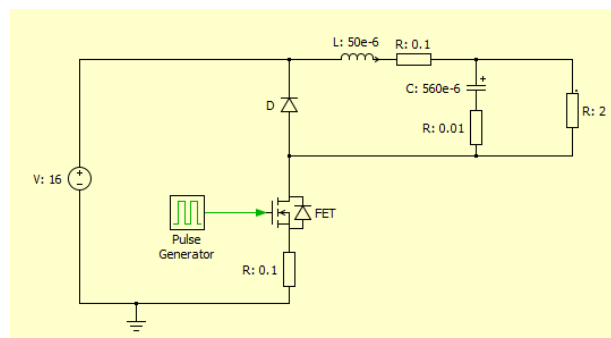 L: 50e-6
R: 0.1
C: 560e-6
+
D
R: 2
R: 0.01
V: 16
+
−
FET
Pulse
Generator
R: 0.1